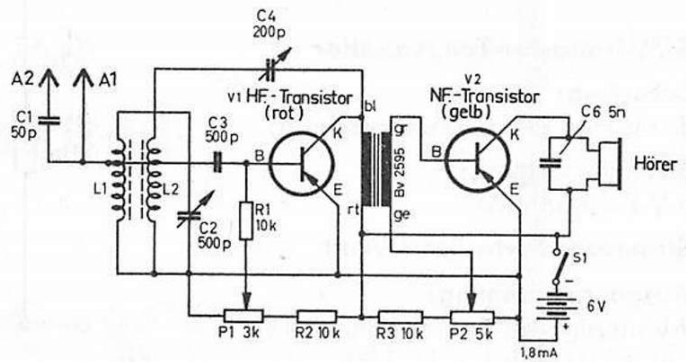 C4
200p
A2
A1
V1 HF.-Transistor
(rot)
bl
V2
NF.-Transistor
(gelb)
C1
50p
C3
500p
K
gr
K
C6 5n
B
B
Hörer
L1
L2
Bv 2595
E
E
C2
500p
R1
10k
rt
ge
S1
−
6V
P1 3k
R2 10k
R3 10k
P2 5k
1,8mA